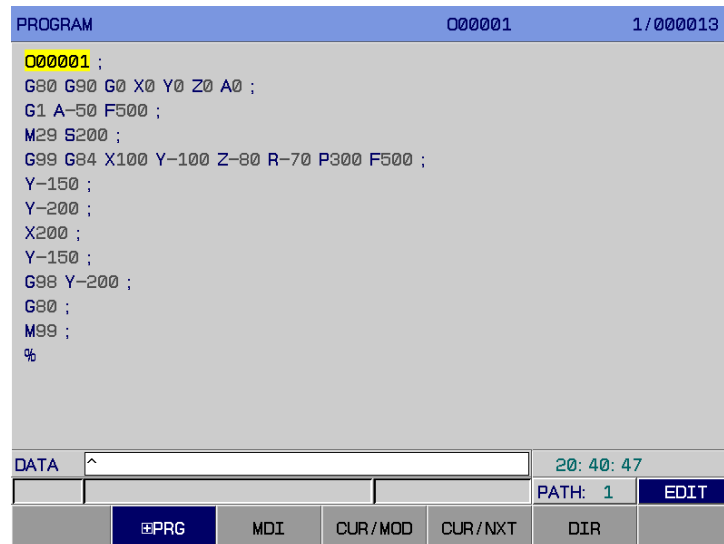 PROGRAM O00001 1/000013
O00001 ;
G80 G90 G0 X0 Y0 Z0 A0 ;
G1 A-50 F500 ;
M29 S200 ;
G99 G84 X100 Y-100 Z-80 R-70 P300 F500 ;
Y-150 ;
Y-200 ;
X200 ;
Y-150 ;
G98 Y-200 ;
G80 ;
M99 ;
%
DATA ^ 20:40:47
PATH: 1 EDIT
⊞PRG MDI CUR/MOD CUR/NXT DIR